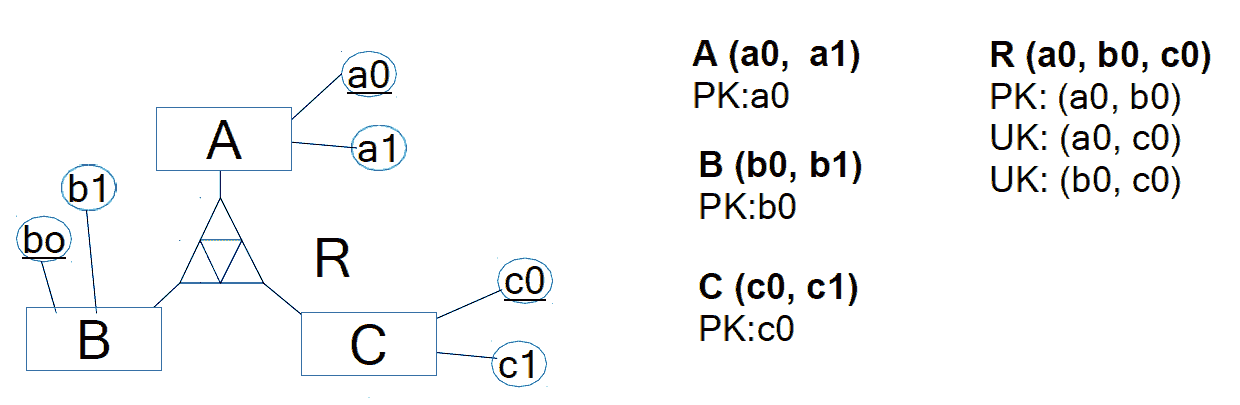 a0
A
a1
b1
bo
R
c0
B
C
c1
A (a0, a1)
PK:a0
B (b0, b1)
PK:b0
C (c0, c1)
PK:c0
R (a0, b0, c0)
PK: (a0, b0)
UK: (a0, c0)
UK: (b0, c0)